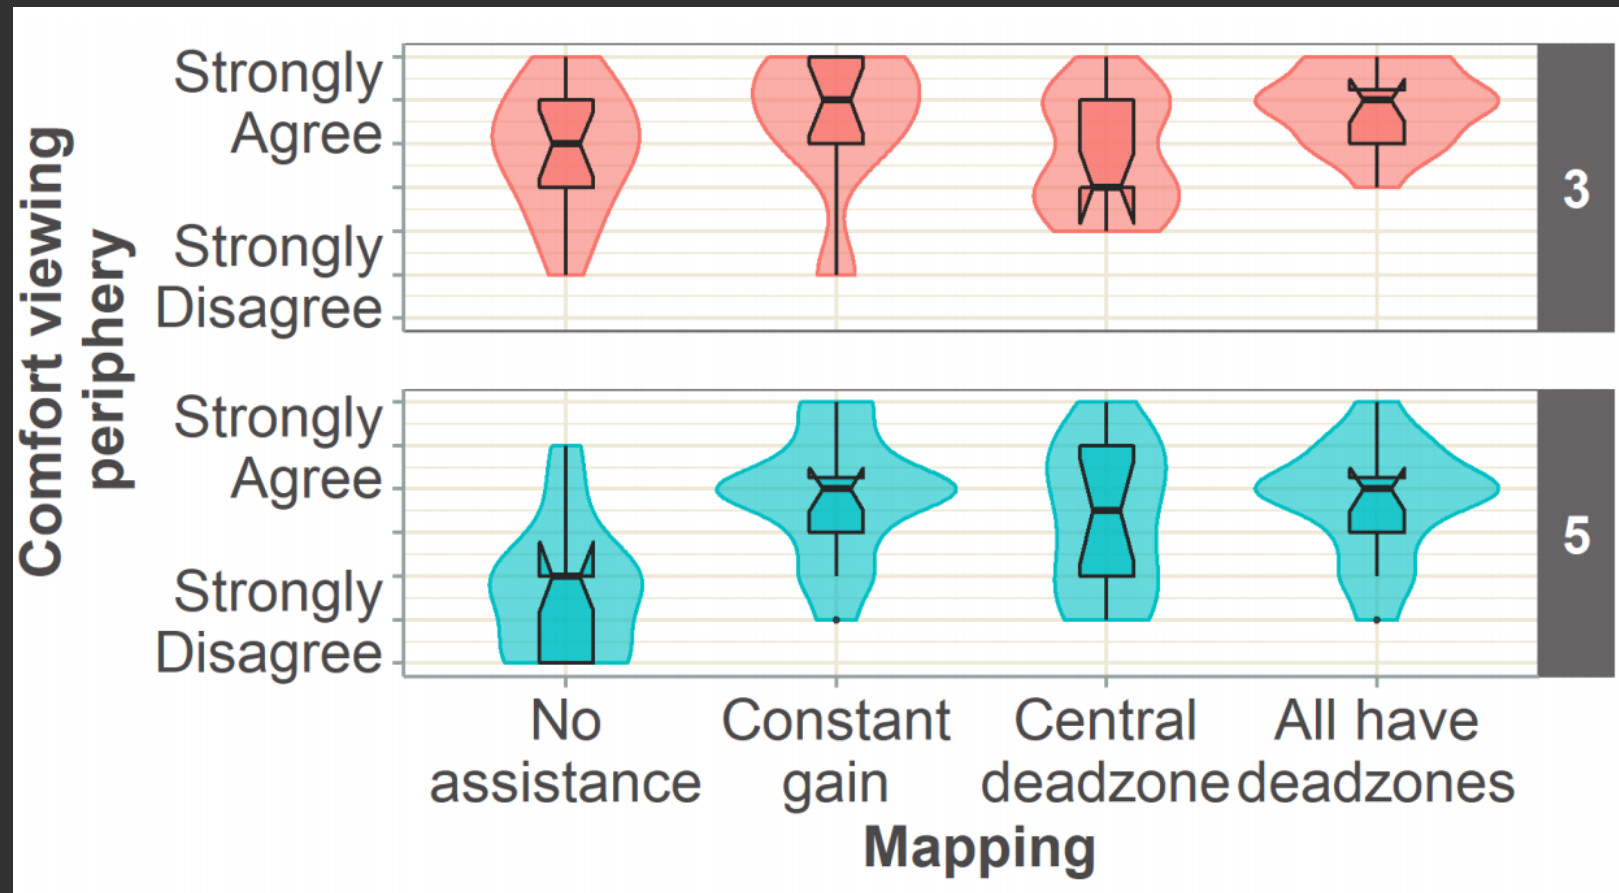 Comfort viewing
periphery
Strongly
Agree
Strongly
Disagree
3
Strongly
Agree
Strongly
Disagree
5
No
assistance
Constant
gain
Central
deadzone
All have
deadzones
Mapping